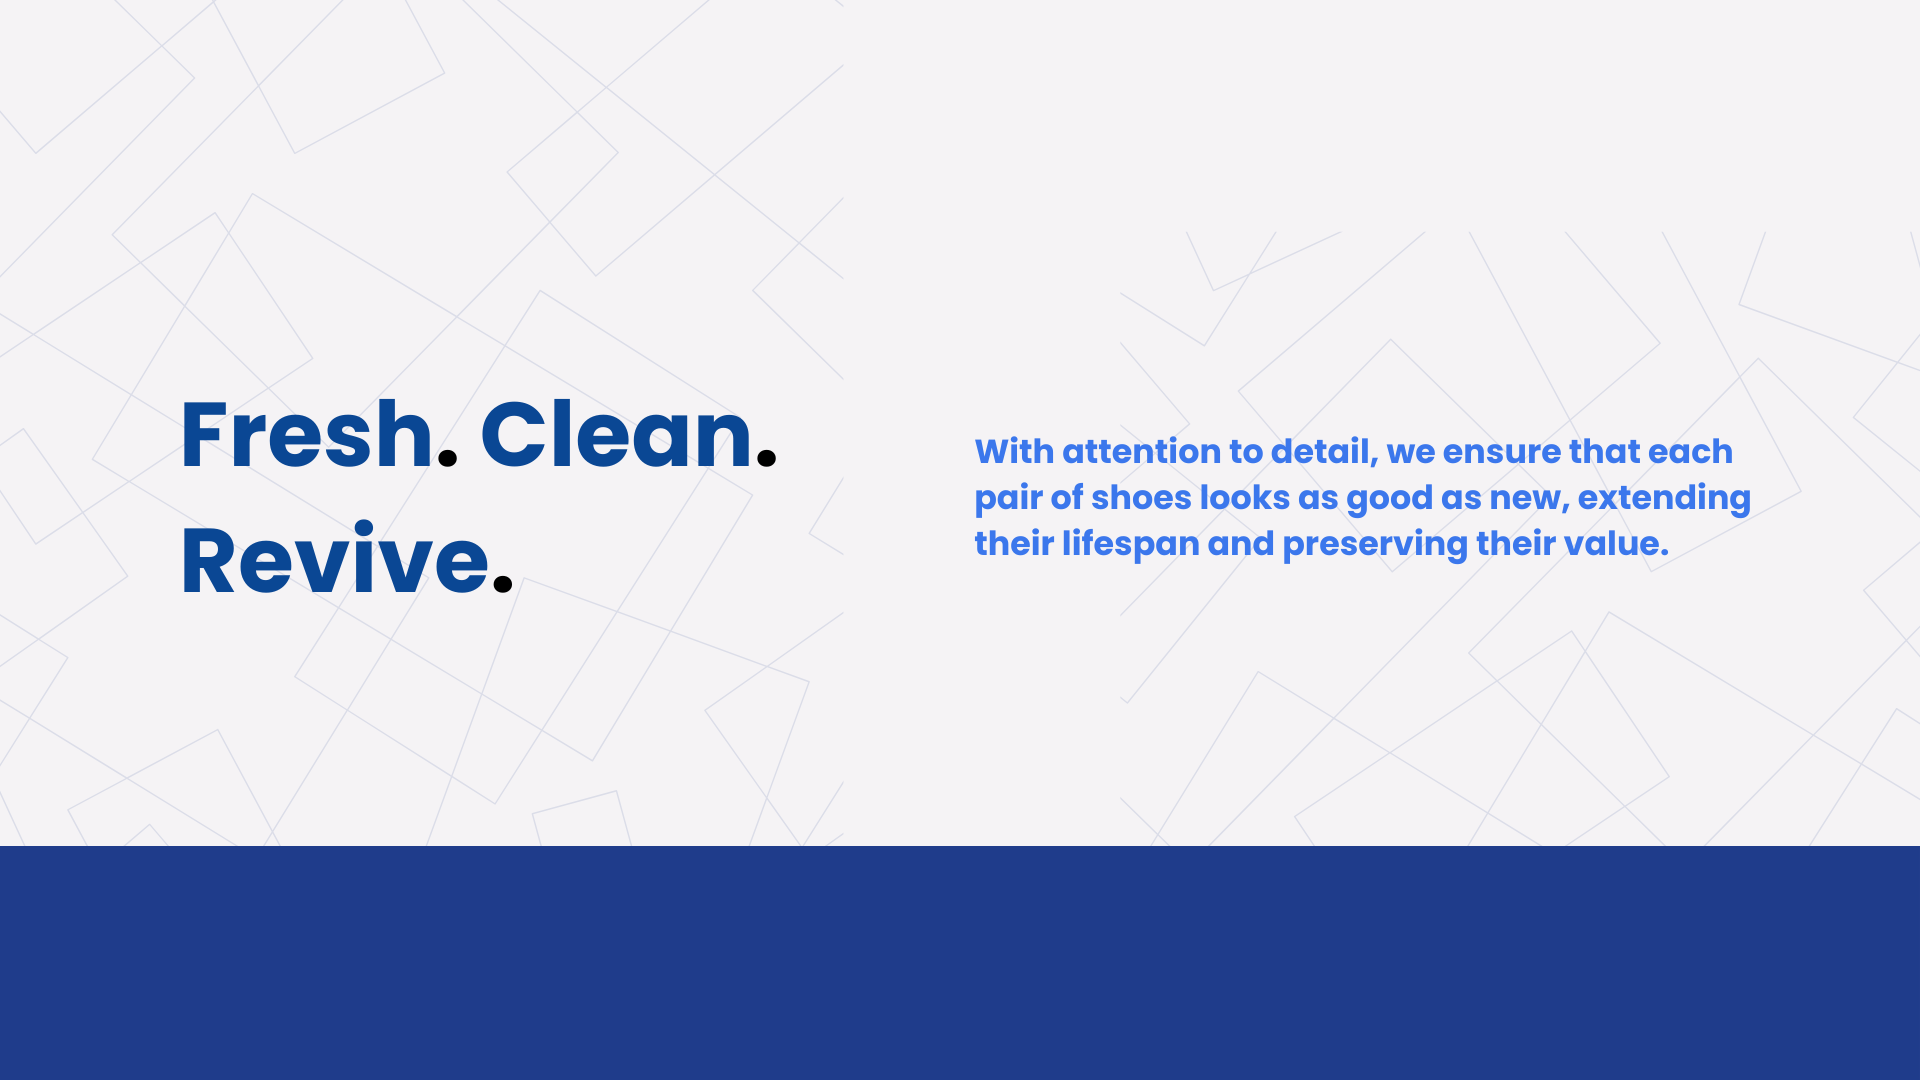 Fresh. Clean.
Revive.
With attention to detail, we ensure that each
pair of shoes looks as good as new, extending
their lifespan and preserving their value.